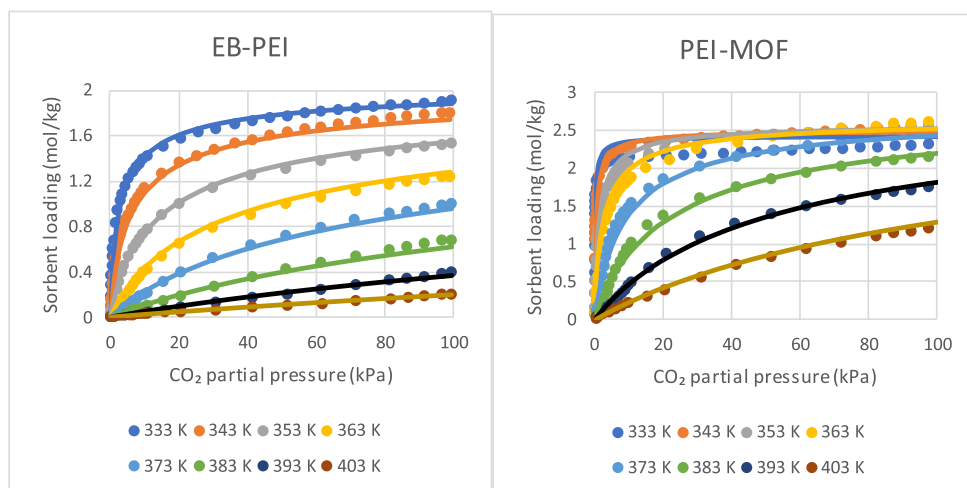 EB-PEI
Sorbent loading (mol/kg)
2
1.6
1.2
0.8
0.4
0
0 20 40 60 80 100
CO₂ partial pressure (kPa)
333 K 343 K 353 K 363 K
373 K 383 K 393 K 403 K
PEI-MOF
Sorbent loading (mol/kg)
3
2.5
2
1.5
1
0.5
0
0 20 40 60 80 100
CO₂ partial pressure (kPa)
333 K 343 K 353 K 363 K
373 K 383 K 393 K 403 K